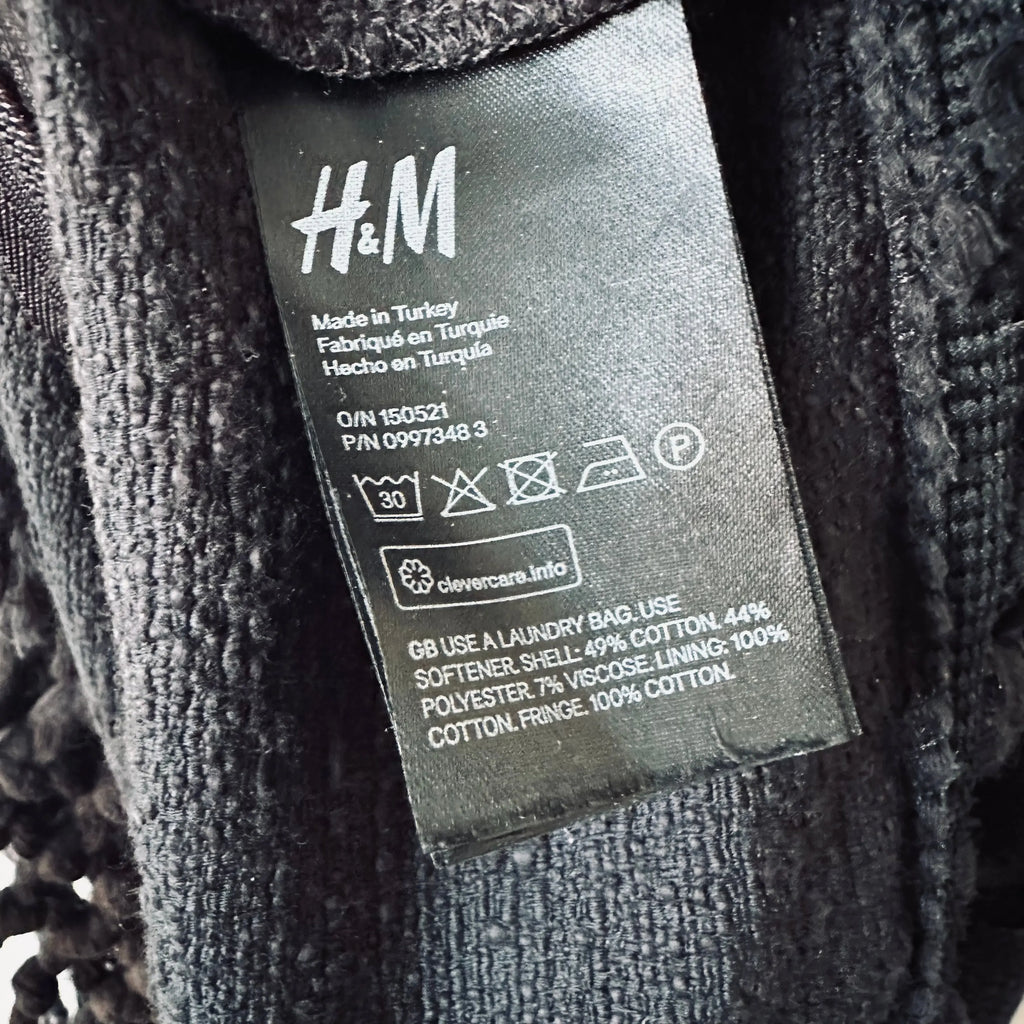 H&M
Made in Turkey
Fabriqué en Turquie
Hecho en Turquía
O/N 150521
P/N 0997348 3
30
P
clevercare.info
GB USE A LAUNDRY BAG. USE
SOFTENER. SHELL: 49% COTTON. 44%
POLYESTER. 7% VISCOSE. LINING: 100%
COTTON. FRINGE. 100% COTTON.